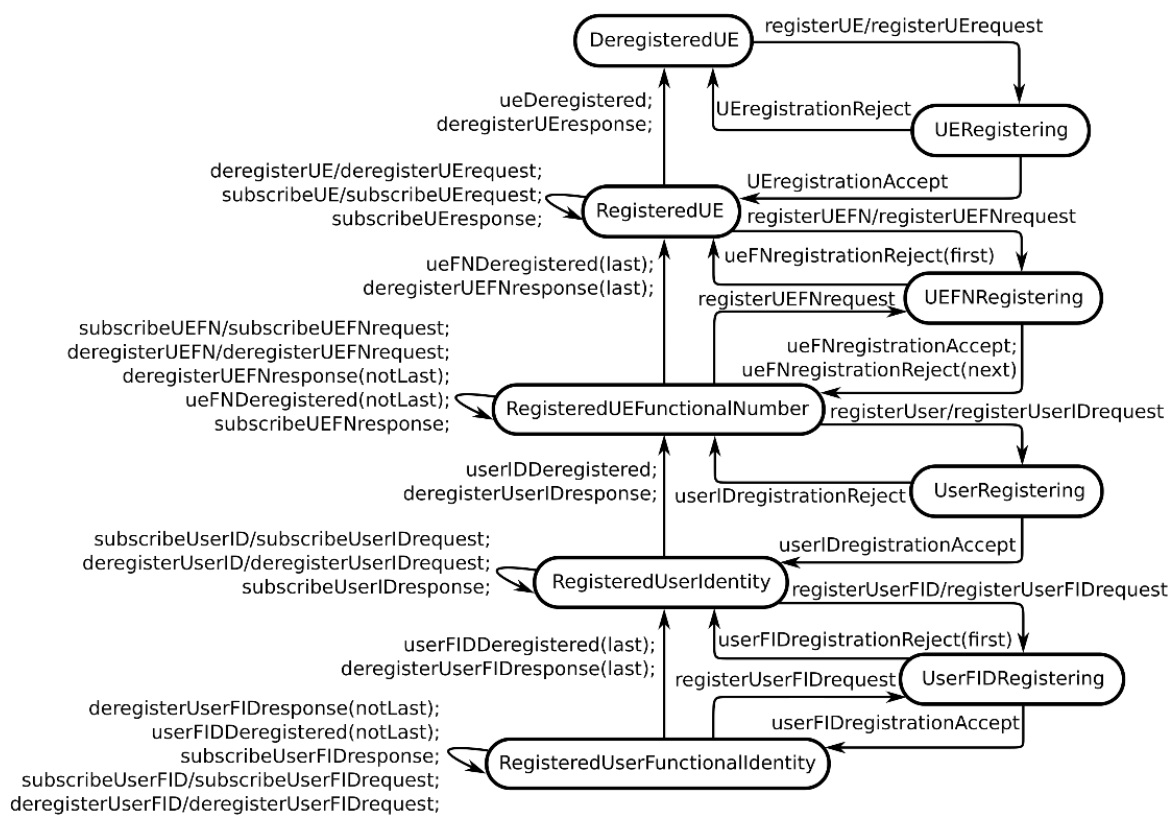 DeregisteredUE
registerUE/registerUErequest
ueDeregistered;
deregisterUEresponse;
UEregistrationReject
UERegistering
deregisterUE/deregisterUErequest;
subscribeUE/subscribeUErequest;
subscribeUEresponse;
UEregistrationAccept
RegisteredUE
registerUEFN/registerUEFNrequest
ueFNDeregistered(last);
deregisterUEFNresponse(last);
ueFNregistrationReject(first)
registerUEFNrequest
UEFNRegistering
subscribeUEFN/subscribeUEFNrequest;
deregisterUEFN/deregisterUEFNrequest;
deregisterUEFNresponse(notLast);
ueFNDeregistered(notLast);
subscribeUEFNresponse;
ueFNregistrationAccept;
ueFNregistrationReject(next)
RegisteredUEFunctionalNumber
registerUser/registerUserIDrequest
userIDDeregistered;
deregisterUserIDresponse;
userIDregistrationReject
UserRegistering
subscribeUserID/subscribeUserIDrequest;
deregisterUserID/deregisterUserIDrequest;
subscribeUserIDresponse;
userIDregistrationAccept
RegisteredUserIdentity
registerUserFID/registerUserFIDrequest
userFIDDeregistered(last);
deregisterUserFIDresponse(last);
userFIDregistrationReject(first)
registerUserFIDrequest
UserFIDRegistering
deregisterUserFIDresponse(notLast);
userFIDDeregistered(notLast);
subscribeUserFIDresponse;
subscribeUserFID/subscribeUserFIDrequest;
deregisterUserFID/deregisterUserFIDrequest;
userFIDregistrationAccept
RegisteredUserFunctionalIdentity